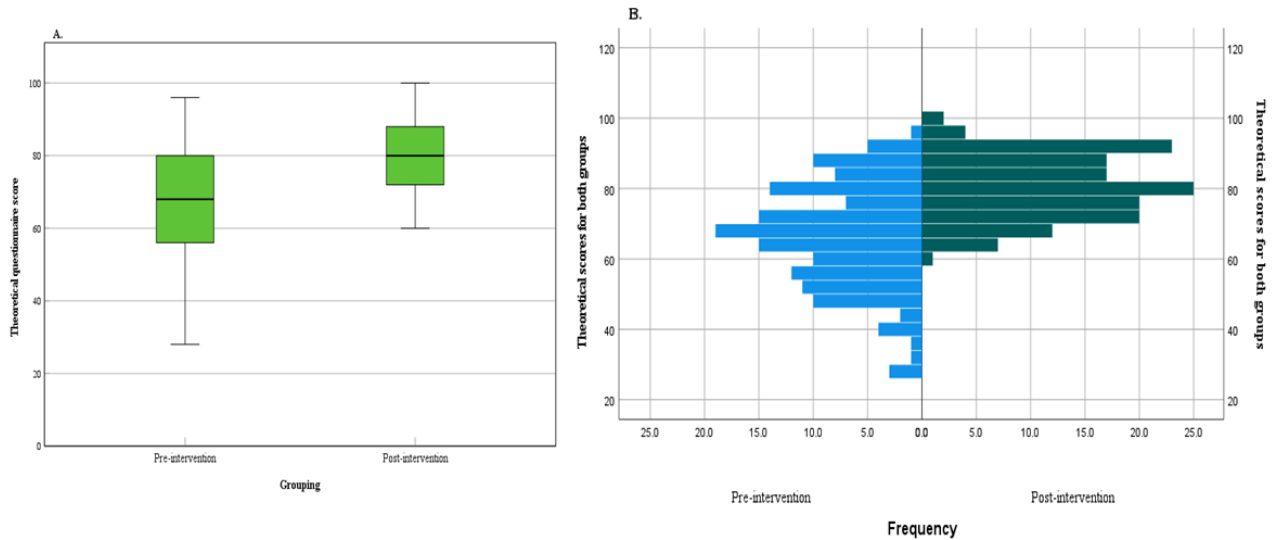 A.
Theoretical questionnaire score
100
80
60
40
20
0
Pre-intervention Post-intervention
Grouping
B.
Theoretical scores for both groups
120
100
80
60
40
20
120
100
80
60
40
20
Theoretical scores for both groups
25.0 20.0 15.0 10.0 5.0 0.0 0.0 5.0 10.0 15.0 20.0 25.0
Pre-intervention Post-intervention
Frequency